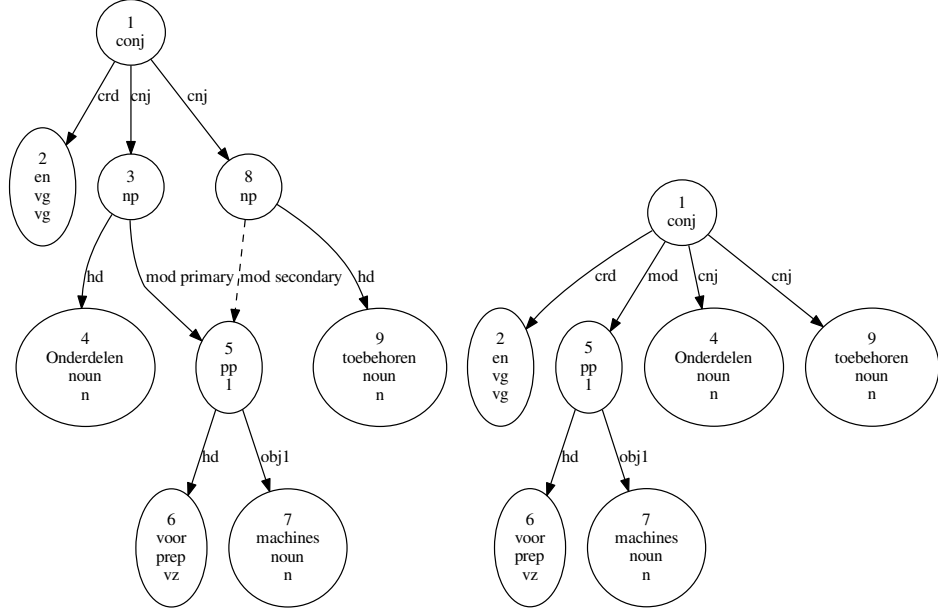 1
conj
crd
cnj
cnj
2
en
vg
vg
3
np
8
np
hd
mod primary
mod secondary
hd
4
Onderdelen
noun
n
5
pp
1
9
toebehoren
noun
n
hd
obj1
6
voor
prep
vz
7
machines
noun
n
1
conj
crd
mod
cnj
cnj
2
en
vg
vg
5
pp
1
4
Onderdelen
noun
n
9
toebehoren
noun
n
hd
obj1
6
voor
prep
vz
7
machines
noun
n